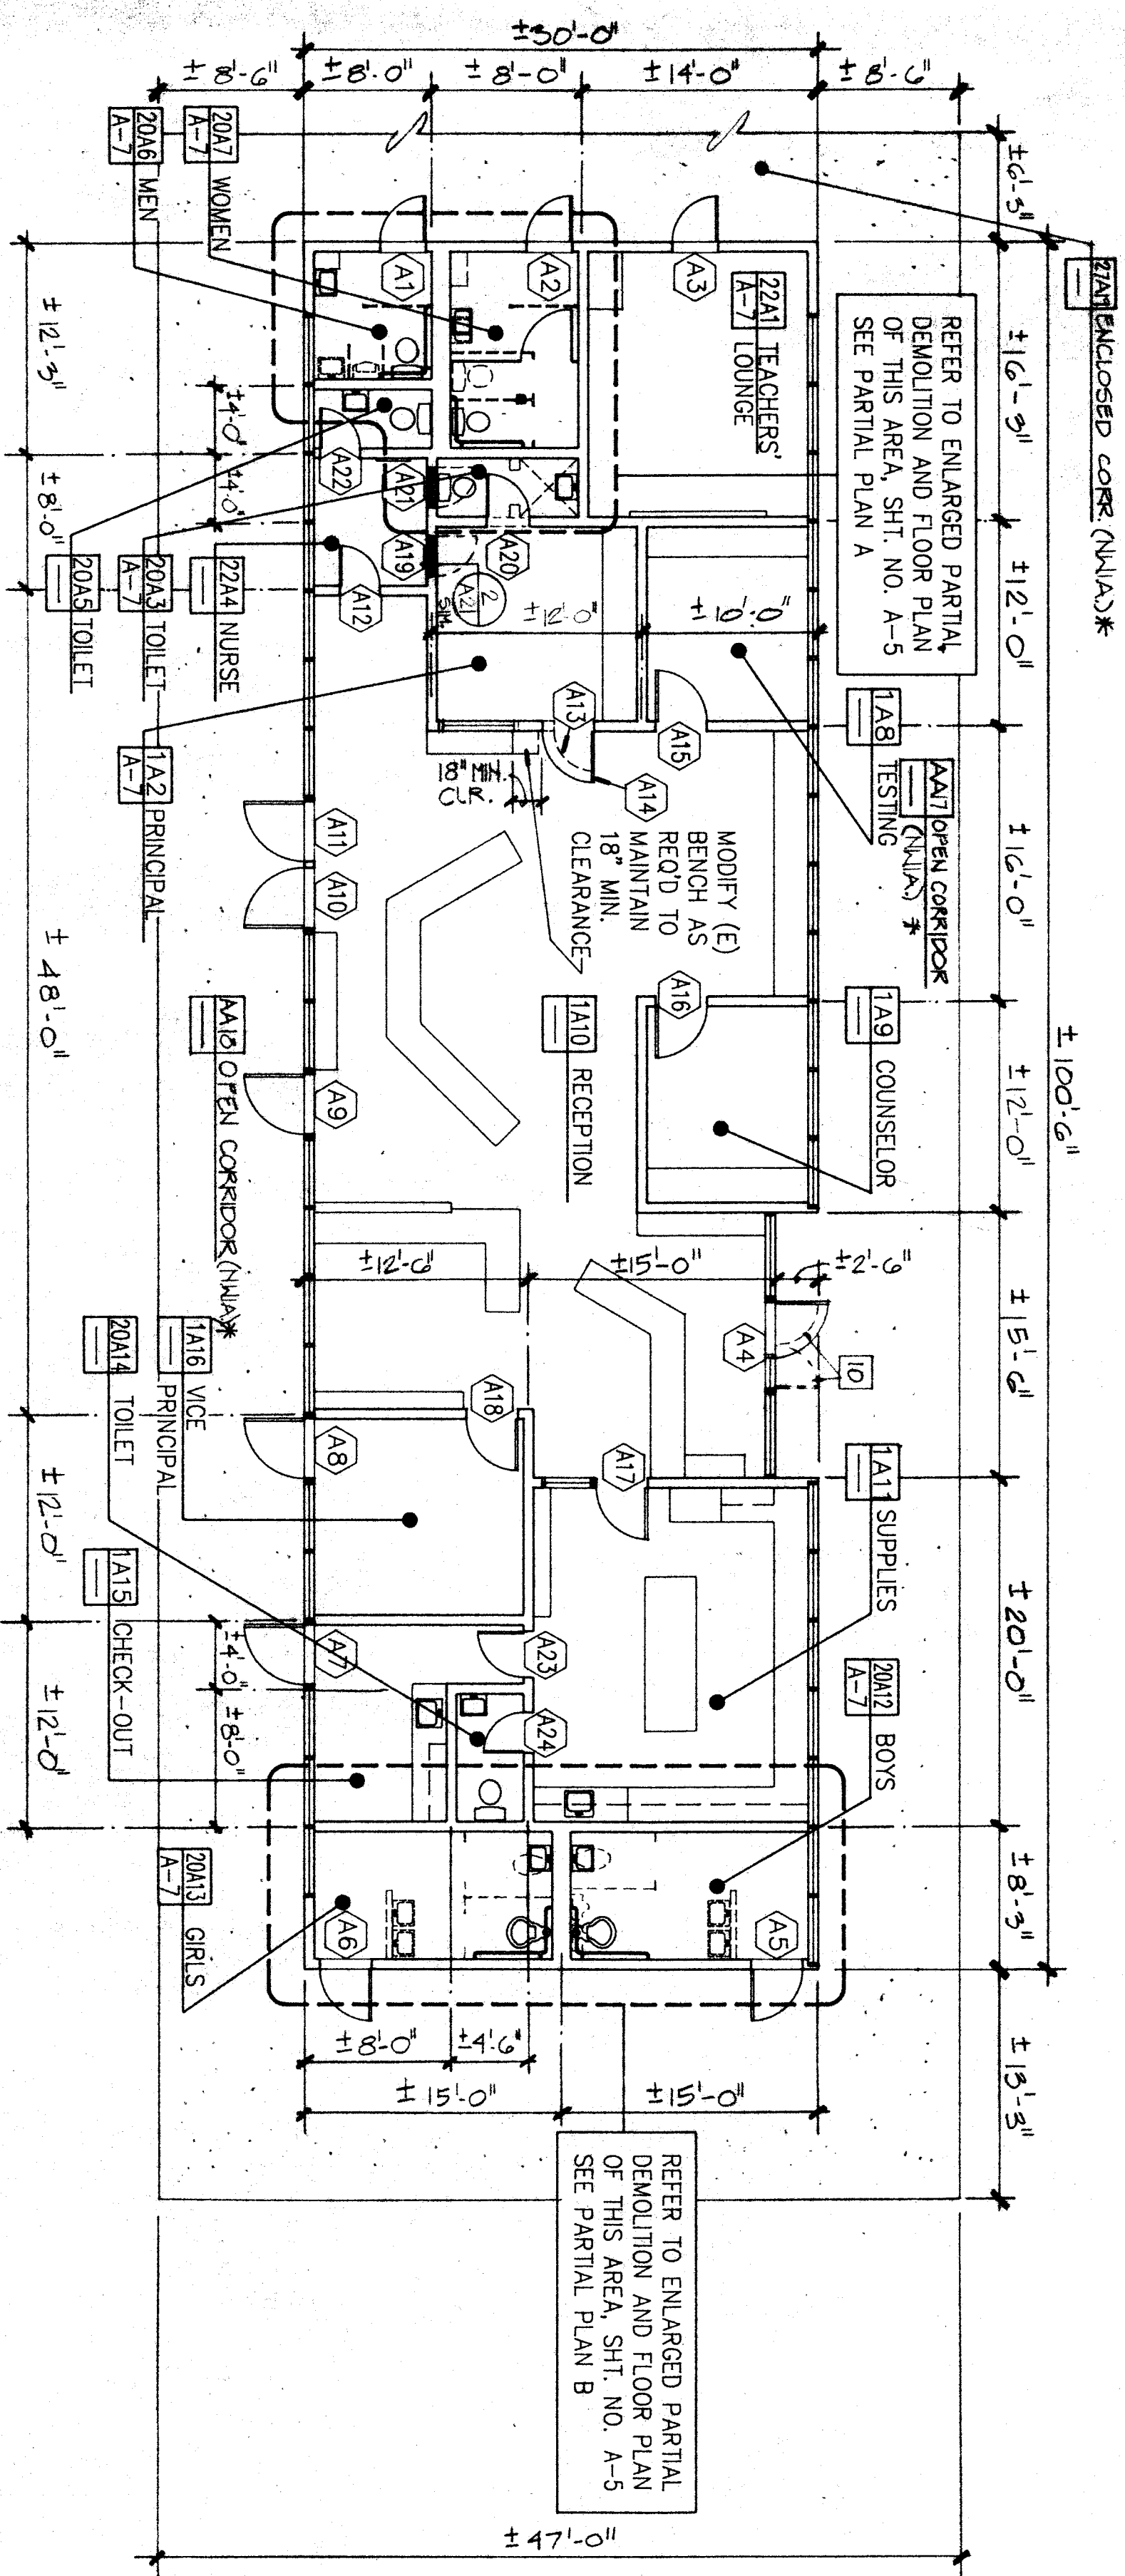 ±30'-0"
±8'-6"
±8'-0"
±8'-0"
±14'-0"
±8'-6"
±6'-3"
±16'-3"
±12'-0"
±16'-0"
±12'-0"
±15'-6"
±20'-0"
±8'-3"
±13'-3"
±100'-6"
ENCLOSED CORR. (NWIA) *
REFER TO ENLARGED PARTIAL
DEMOLITION AND FLOOR PLAN
OF THIS AREA, SHT. NO. A-5
SEE PARTIAL PLAN A
20A6 MEN
A-7
20A7 WOMEN
A-7
22A1 TEACHERS'
A-7 LOUNGE
A1
A2
A3
1A8 TESTING
AA17 OPEN CORRIDOR
(NWIA) *
1A9 COUNSELOR
1A11 SUPPLIES
20A12 BOYS
A-7
A22
A21
A19
A20
A12
2
A21
SIM.
±12'-0"
±10'-0"
A13
A14
A15
A16
18" MIN.
CLR.
MODIFY (E)
BENCH AS
REQ'D TO
MAINTAIN
18" MIN.
CLEARANCE
1A10 RECEPTION
A11
A10
A9
±12'-6"
±15'-0"
±2'-6"
A4
10
A18
A17
A8
A7
A23
A24
A6
A5
20A5 TOILET
20A3 TOILET
A-7
22A4 NURSE
1A2 PRINCIPAL
A-7
AA18 OPEN CORRIDOR (NWIA) *
1A16 VICE
PRINCIPAL
20A14 TOILET
1A15 CHECK-OUT
20A13 GIRLS
A-7
±12'-3"
±4'-0"
±4'-0"
±8'-0"
±48'-0"
±12'-0"
±4'-0"
±8'-0"
±12'-0"
±8'-0"
±4'-6"
±15'-0"
±15'-0"
REFER TO ENLARGED PARTIAL
DEMOLITION AND FLOOR PLAN
OF THIS AREA, SHT. NO. A-5
SEE PARTIAL PLAN B
±47'-0"